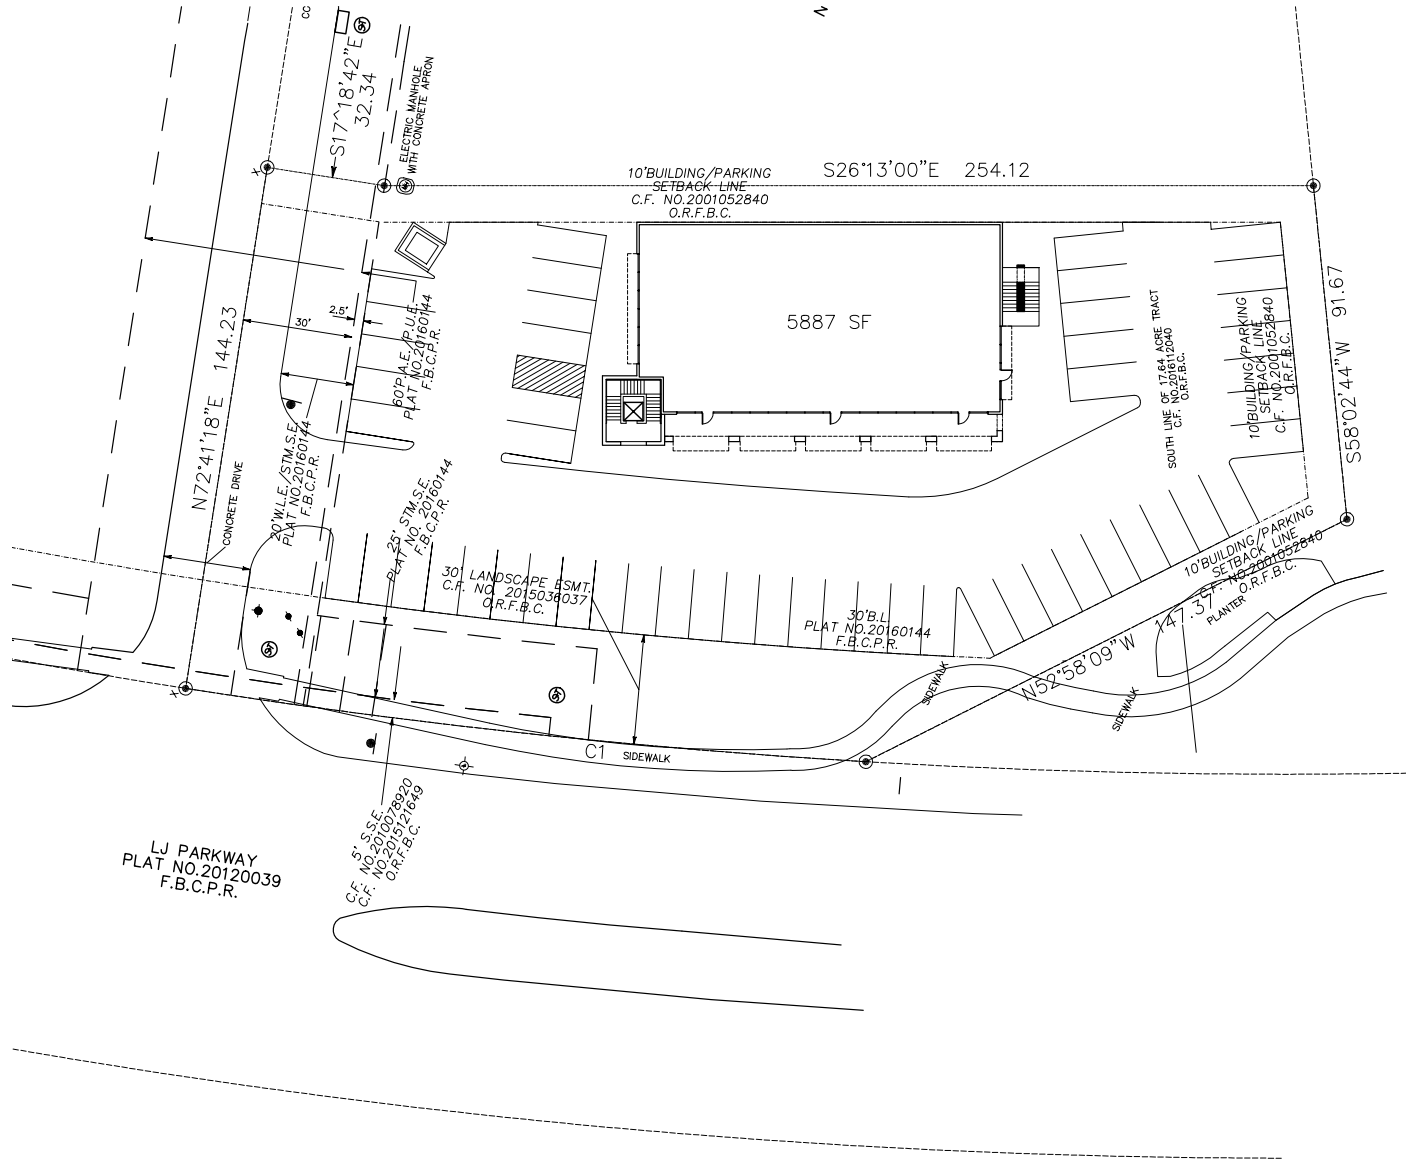 N
CC
ST
S17^18'42"E
32.34
ELECTRIC MANHOLE
WITH CONCRETE APRON
10'BUILDING/PARKING
SETBACK LINE
C.F. NO.2001052840
O.R.F.B.C.
S26°13'00"E 254.12
5887 SF
2.5'
30'
60'P.A.E./P.U.E.
PLAT NO.20160144
F.B.C.P.R.
N72°41'18"E 144.23
CONCRETE DRIVE
20'W.L.E./STM.S.E.
PLAT NO.20160144
F.B.C.P.R.
25' STM.S.E.
PLAT NO. 20160144
F.B.C.P.R.
SOUTH LINE OF 17.64 ACRE TRACT
C.F. NO.2016112040
O.R.F.B.C.
10'BUILDING/PARKING
SETBACK LINE
C.F. NO.2001052840
O.R.F.B.C.
S58°02'44"W 91.67
30' LANDSCAPE ESMT.
C.F. NO. 2015036037
O.R.F.B.C.
30'B.L.
PLAT NO.20160144
F.B.C.P.R.
10'BUILDING/PARKING
SETBACK LINE
C.F. NO.2001052840
O.R.F.B.C.
N52°58'09"W 147.37
PLANTER
SIDEWALK
SIDEWALK
ST
ST
X
X
C1
SIDEWALK
5' S.S.E.
C.F. NO.2010078920
C.F. NO.2015121649
O.R.F.B.C.
LJ PARKWAY
PLAT NO.20120039
F.B.C.P.R.